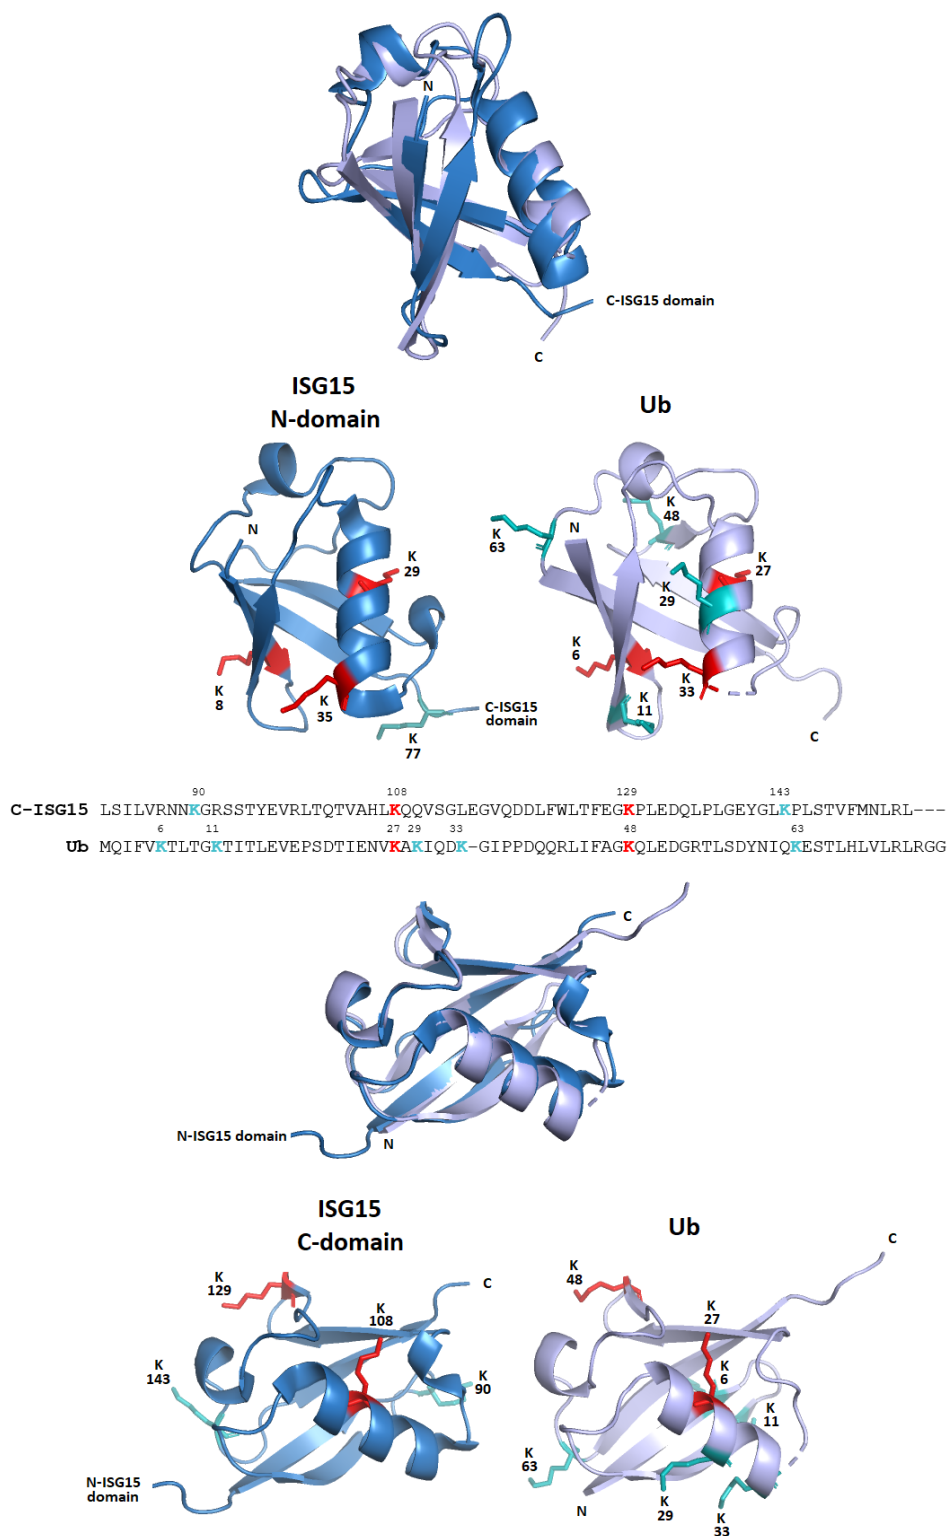 N
C-ISG15 domain
C
ISG15
N-domain
Ub
N
K
29
K
8
K
35
K
77
C-ISG15
domain
K
63
N
K
48
K
27
K
29
K
6
K
33
K
11
C
90 108 129 143
C-ISG15 LSILVRNNKGRSSTYEVRLTQTVAHLKQQVSGLEGVQDDLFWLTFEGKPLEDQLPLGEYGLKPLSTVFMNLRL---
6 11 27 29 33 48 63
Ub MQIFVKTLTGKTITLEVEPSDTIENVKAKIQDK-GIPPDQQRLIFAGKQLEDGRTLSDYNIQKESTLHLVLRLRGG
C
N-ISG15 domain
N
ISG15
C-domain
Ub
K
129
C
K
108
K
143
K
90
N-ISG15
domain
C
K
48
K
27
K
6
K
11
K
63
N
K
29
K
33